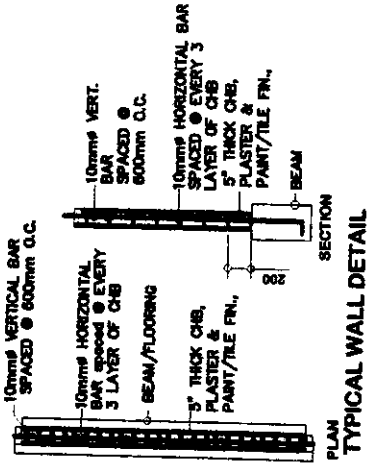 10mmø VERTICAL BAR
SPACED @ 600mm O.C.
10mmø HORIZONTAL
BAR spaced @ EVERY
3 LAYER OF CHB
BEAM/FLOORING
5" THICK CHB,
PLASTER &
PAINT/TILE FIN.,
PLAN
10mmø VERT.
BAR
SPACED @
600mm O.C.
10mmø HORIZONTAL BAR
SPACED @ EVERY 3
LAYER OF CHB
5" THICK CHB,
PLASTER &
PAINT/TILE FIN.,
BEAM
200
SECTION
TYPICAL WALL DETAIL